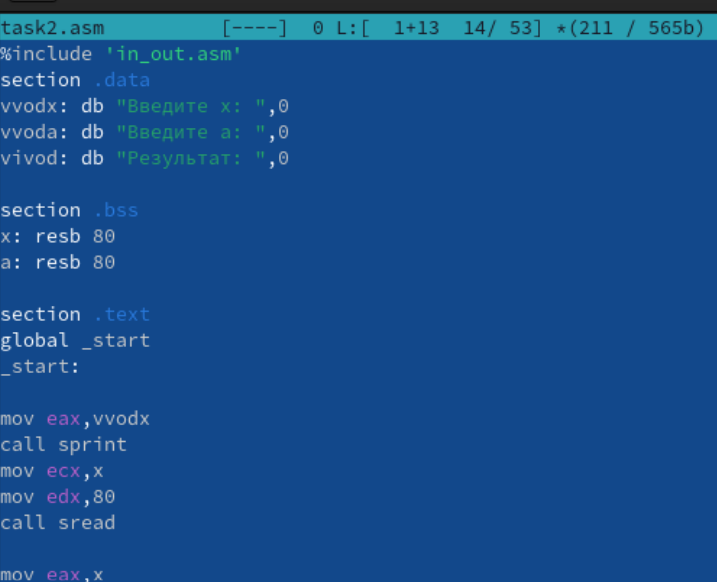 task2.asm [----] 0 L:[ 1+13 14/ 53] *(211 / 565b)
%include 'in_out.asm'
section .data
vvodx: db "Введите x: ",0
vvoda: db "Введите a: ",0
vivod: db "Результат: ",0
section .bss
x: resb 80
a: resb 80
section .text
global _start
_start:
mov eax,vvodx
call sprint
mov ecx,x
mov edx,80
call sread
mov eax,x